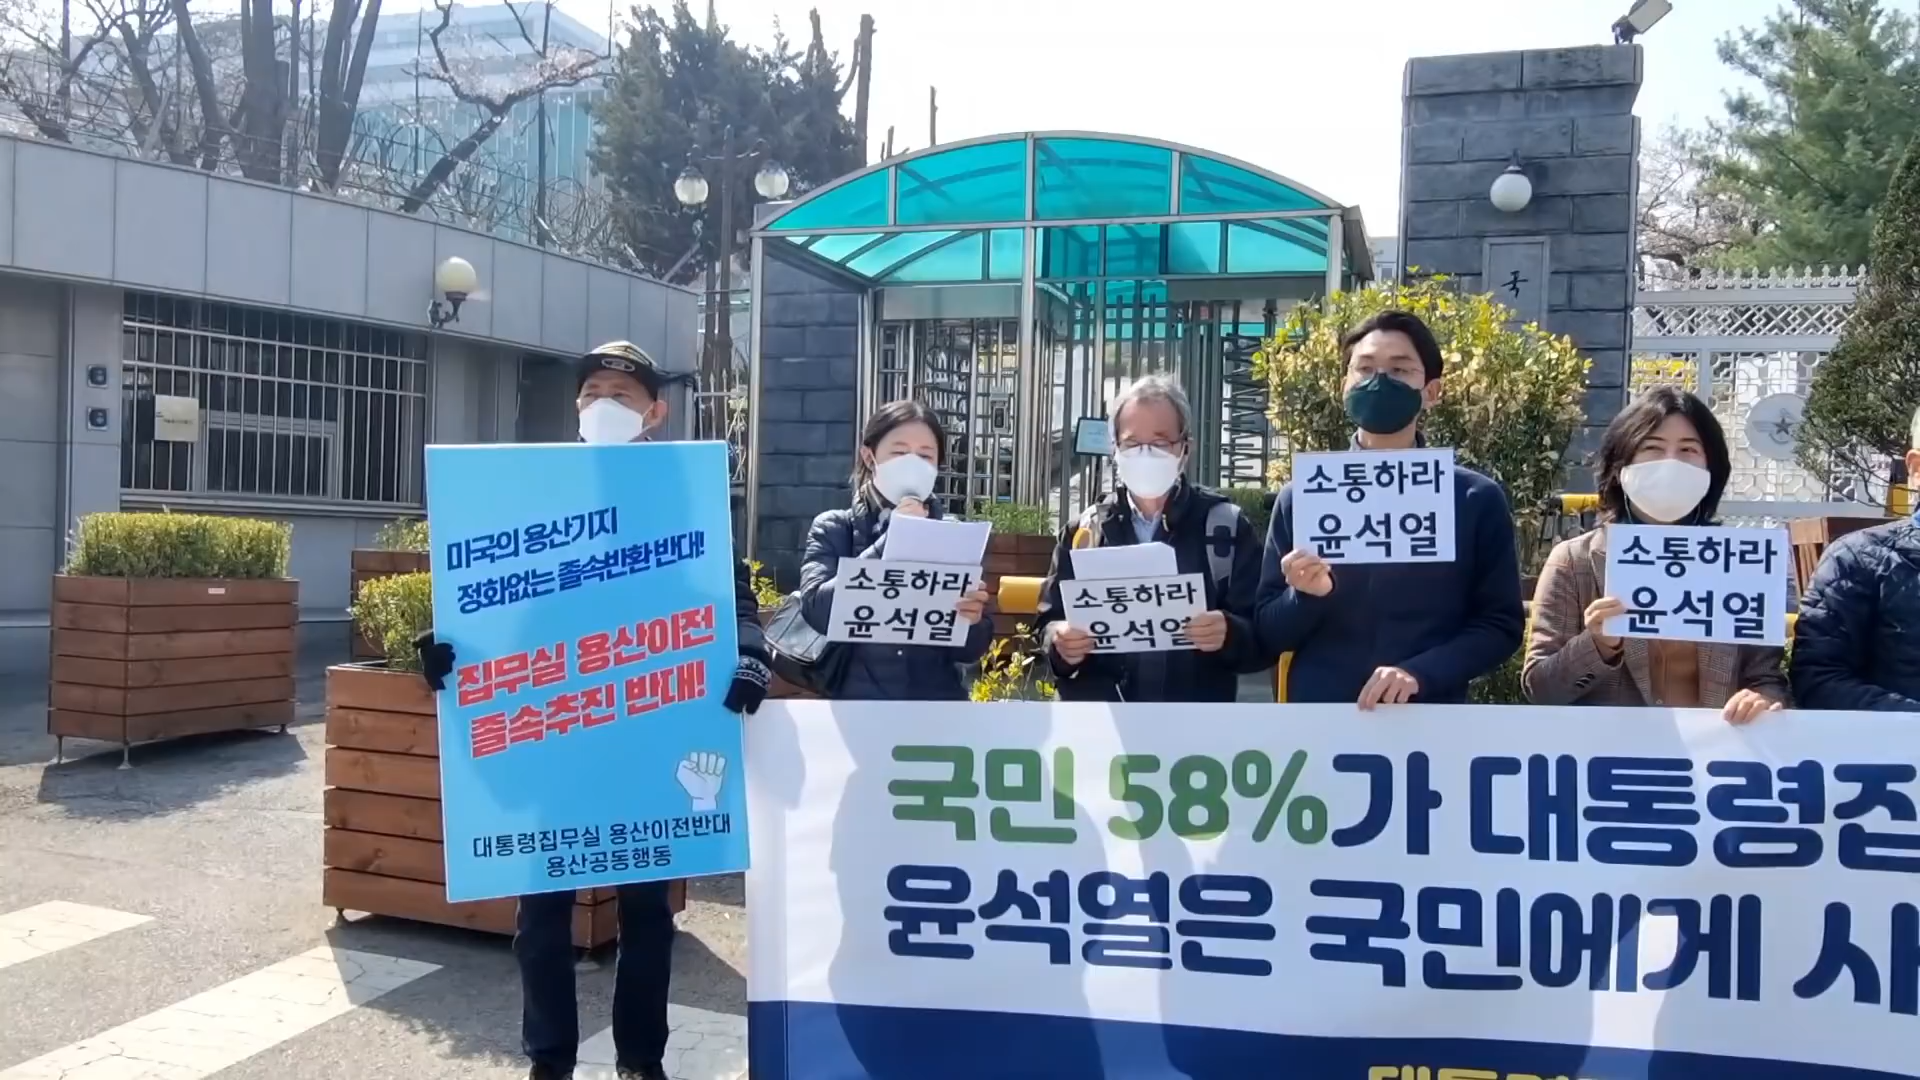 국
미국의 용산기지
정화없는 졸속반환 반대!
집무실 용산이전
졸속추진 반대!
대통령집무실 용산이전반대
용산공동행동
소통하라
윤석열
소통하라
윤석열
소통하라
윤석열
소통하라
윤석열
국민 58%가 대통령집
윤석열은 국민에게 사